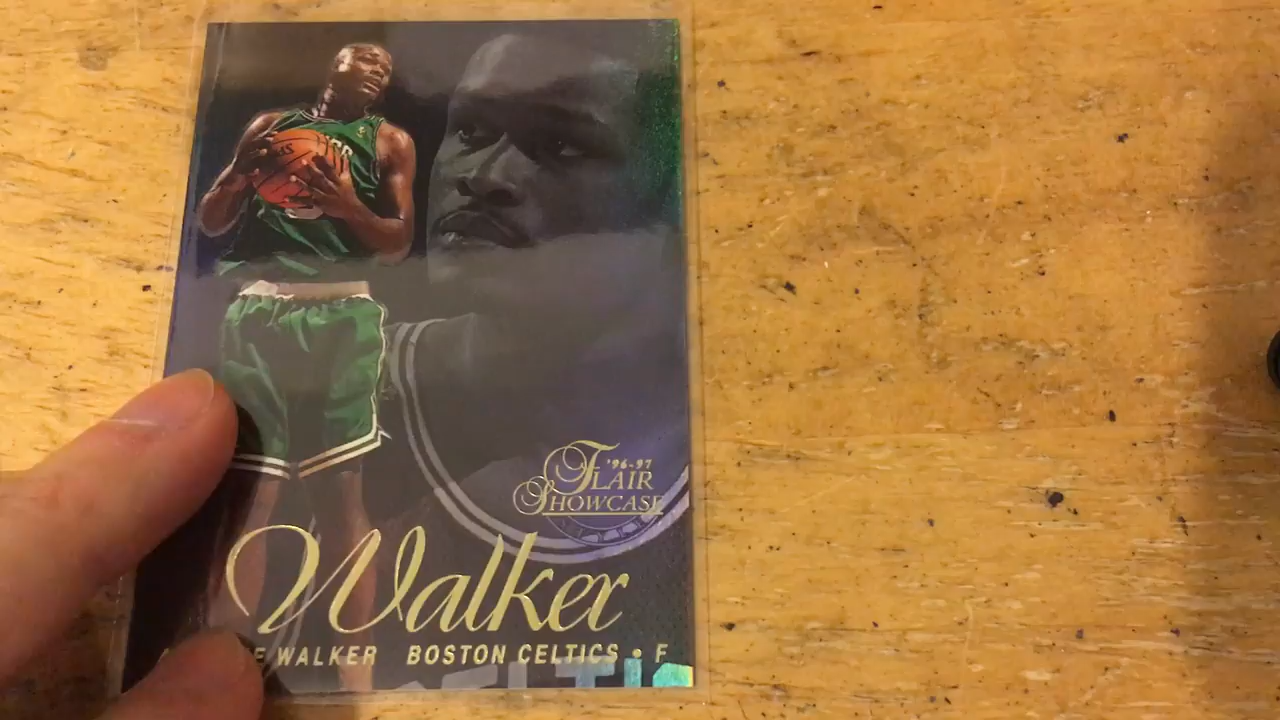 '96-97
FLAIR
SHOWCASE
Walker
WALKER BOSTON CELTICS • F